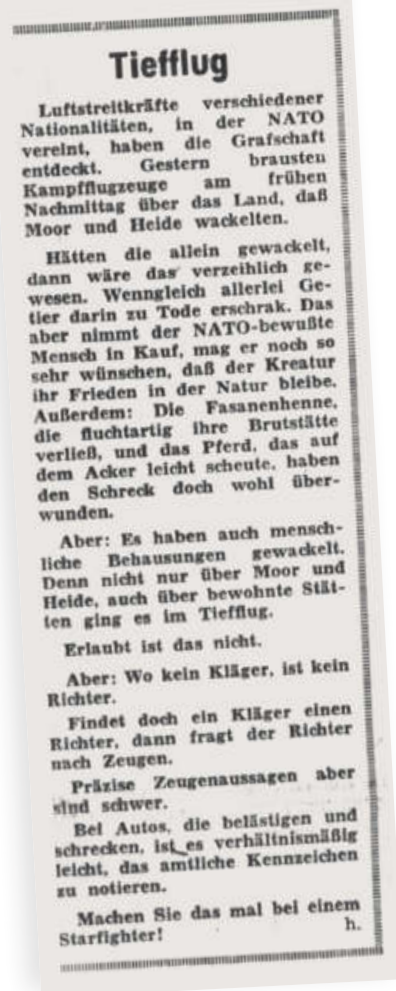 Tiefflug
Luftstreitkräfte verschiedener
Nationalitäten, in der NATO
vereint, haben die Grafschaft
entdeckt. Gestern brausten
Kampfflugzeuge am frühen
Nachmittag über das Land, daß
Moor und Heide wackelten.
Hätten die allein gewackelt,
dann wäre das verzeihlich ge-
wesen. Wenngleich allerlei Ge-
tier darin zu Tode erschrak. Das
aber nimmt der NATO-bewußte
Mensch in Kauf, mag er noch so
sehr wünschen, daß der Kreatur
ihr Frieden in der Natur bleibe.
Außerdem: Die Fasanenhenne,
die fluchtartig ihre Brutstätte
verließ, und das Pferd, das auf
dem Acker leicht scheute, haben
den Schreck doch wohl über-
wunden.
Aber: Es haben auch mensch-
liche Behausungen gewackelt.
Denn nicht nur über Moor und
Heide, auch über bewohnte Stät-
ten ging es im Tiefflug.
Erlaubt ist das nicht.
Aber: Wo kein Kläger, ist kein
Richter.
Findet doch ein Kläger einen
Richter, dann fragt der Richter
nach Zeugen.
Präzise Zeugenaussagen aber
sind schwer.
Bei Autos, die belästigen und
schrecken, ist es verhältnismäßig
leicht, das amtliche Kennzeichen
zu notieren.
Machen Sie das mal bei einem
Starfighter! h.